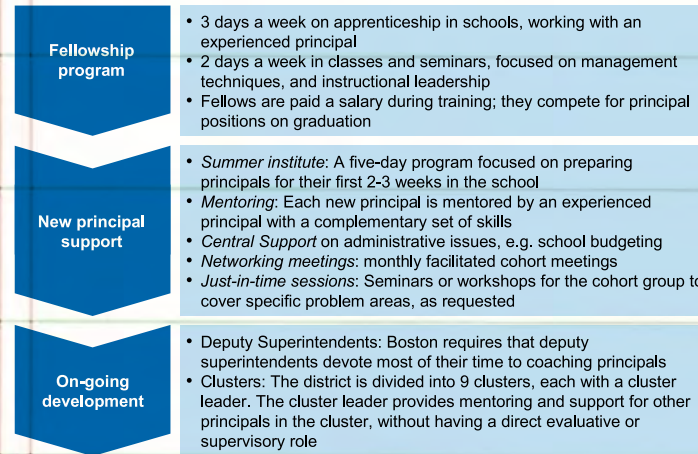 Fellowship
program
• 3 days a week on apprenticeship in schools, working with an
experienced principal
• 2 days a week in classes and seminars, focused on management
techniques, and instructional leadership
• Fellows are paid a salary during training; they compete for principal
positions on graduation
New principal
support
• Summer institute: A five-day program focused on preparing
principals for their first 2-3 weeks in the school
• Mentoring: Each new principal is mentored by an experienced
principal with a complementary set of skills
• Central Support on administrative issues, e.g. school budgeting
• Networking meetings: monthly facilitated cohort meetings
• Just-in-time sessions: Seminars or workshops for the cohort group to
cover specific problem areas, as requested
On-going
development
• Deputy Superintendents: Boston requires that deputy
superintendents devote most of their time to coaching principals
• Clusters: The district is divided into 9 clusters, each with a cluster
leader. The cluster leader provides mentoring and support for other
principals in the cluster, without having a direct evaluative or
supervisory role